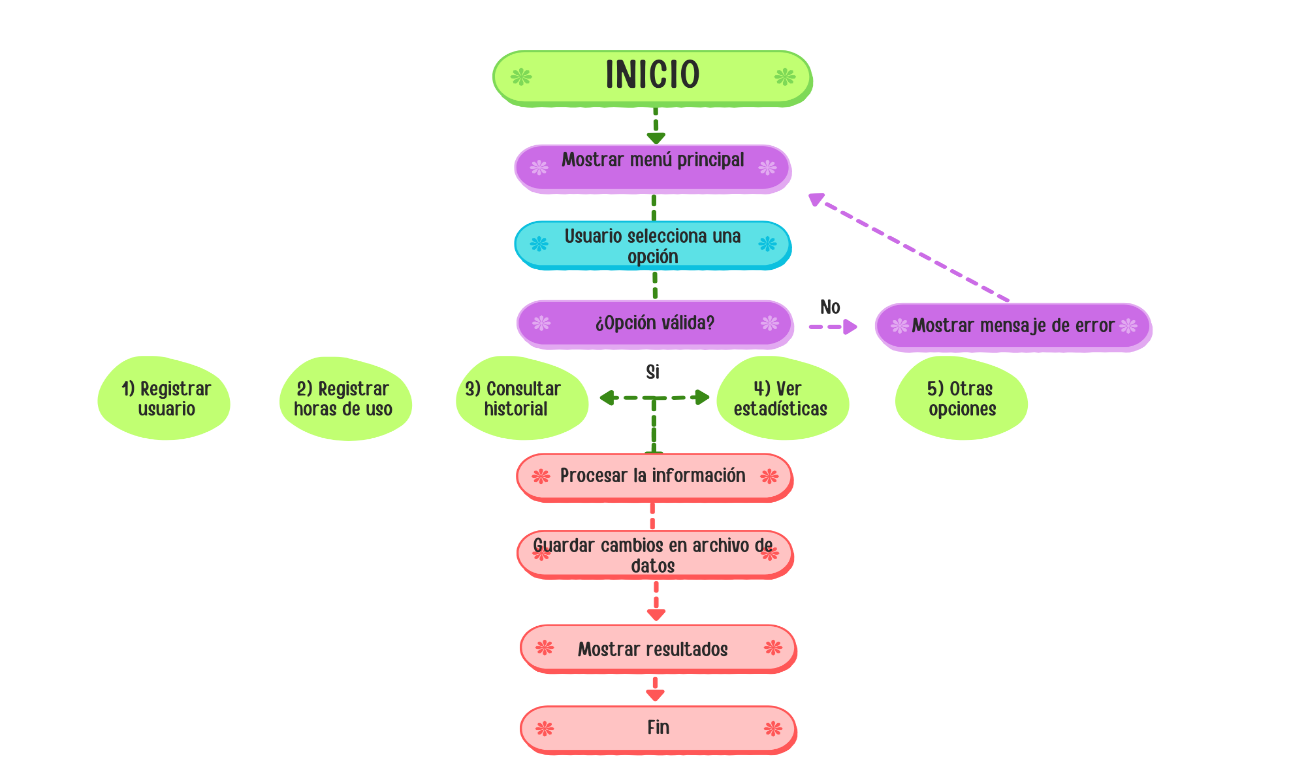 INICIO
Mostrar menú principal
Usuario selecciona una
opción
¿Opción válida?
No
Mostrar mensaje de error
Si
1) Registrar
usuario
2) Registrar
horas de uso
3) Consultar
historial
4) Ver
estadísticas
5) Otras
opciones
Procesar la información
Guardar cambios en archivo de
datos
Mostrar resultados
Fin